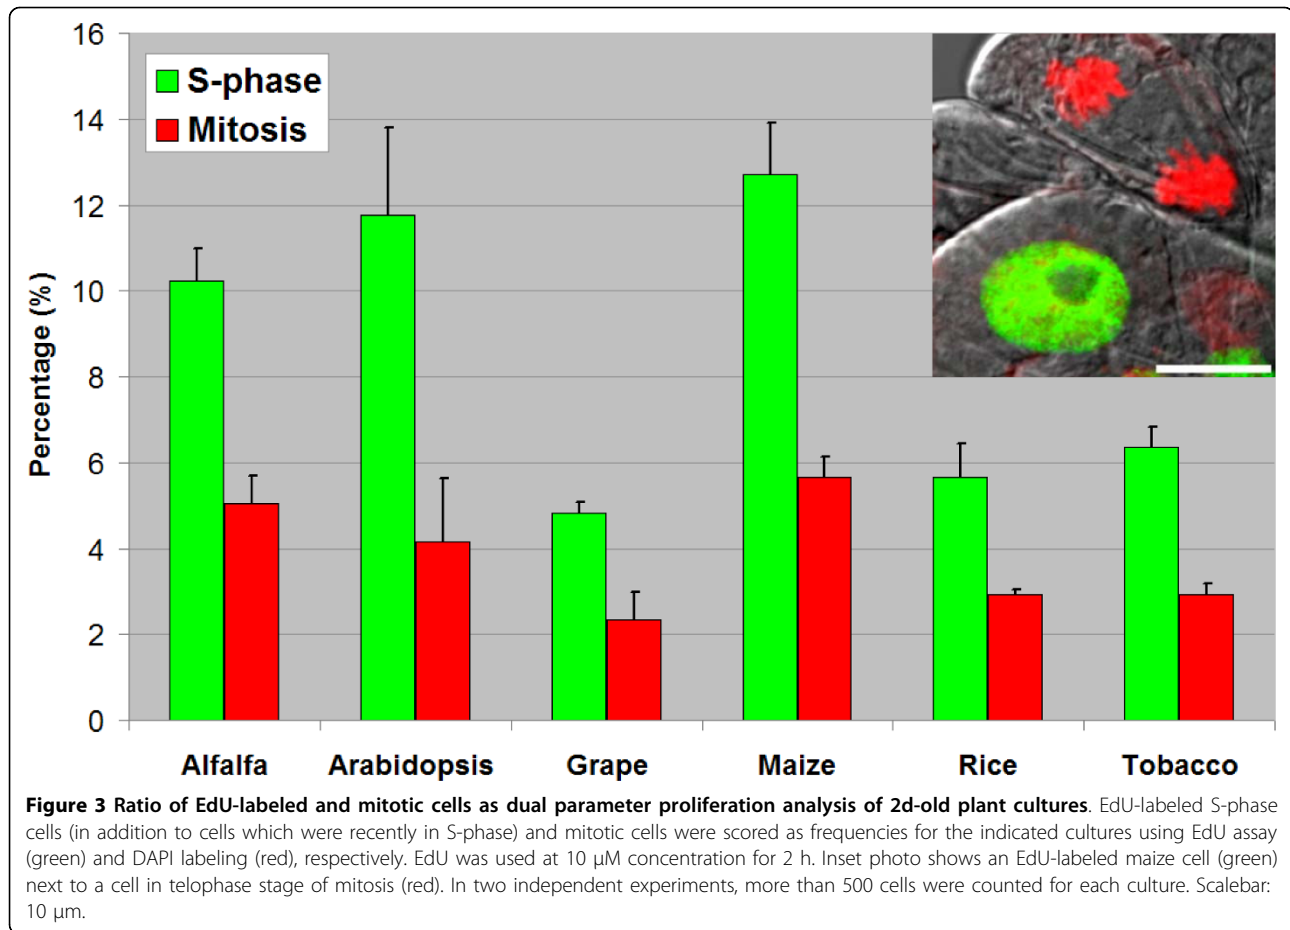 16
14
12
10
8
6
4
2
0
Percentage (%)
S-phase
Mitosis
Alfalfa Arabidopsis Grape Maize Rice Tobacco
Figure 3 Ratio of EdU-labeled and mitotic cells as dual parameter proliferation analysis of 2d-old plant cultures. EdU-labeled S-phase
cells (in addition to cells which were recently in S-phase) and mitotic cells were scored as frequencies for the indicated cultures using EdU assay
(green) and DAPI labeling (red), respectively. EdU was used at 10 μM concentration for 2 h. Inset photo shows an EdU-labeled maize cell (green)
next to a cell in telophase stage of mitosis (red). In two independent experiments, more than 500 cells were counted for each culture. Scalebar:
10 μm.